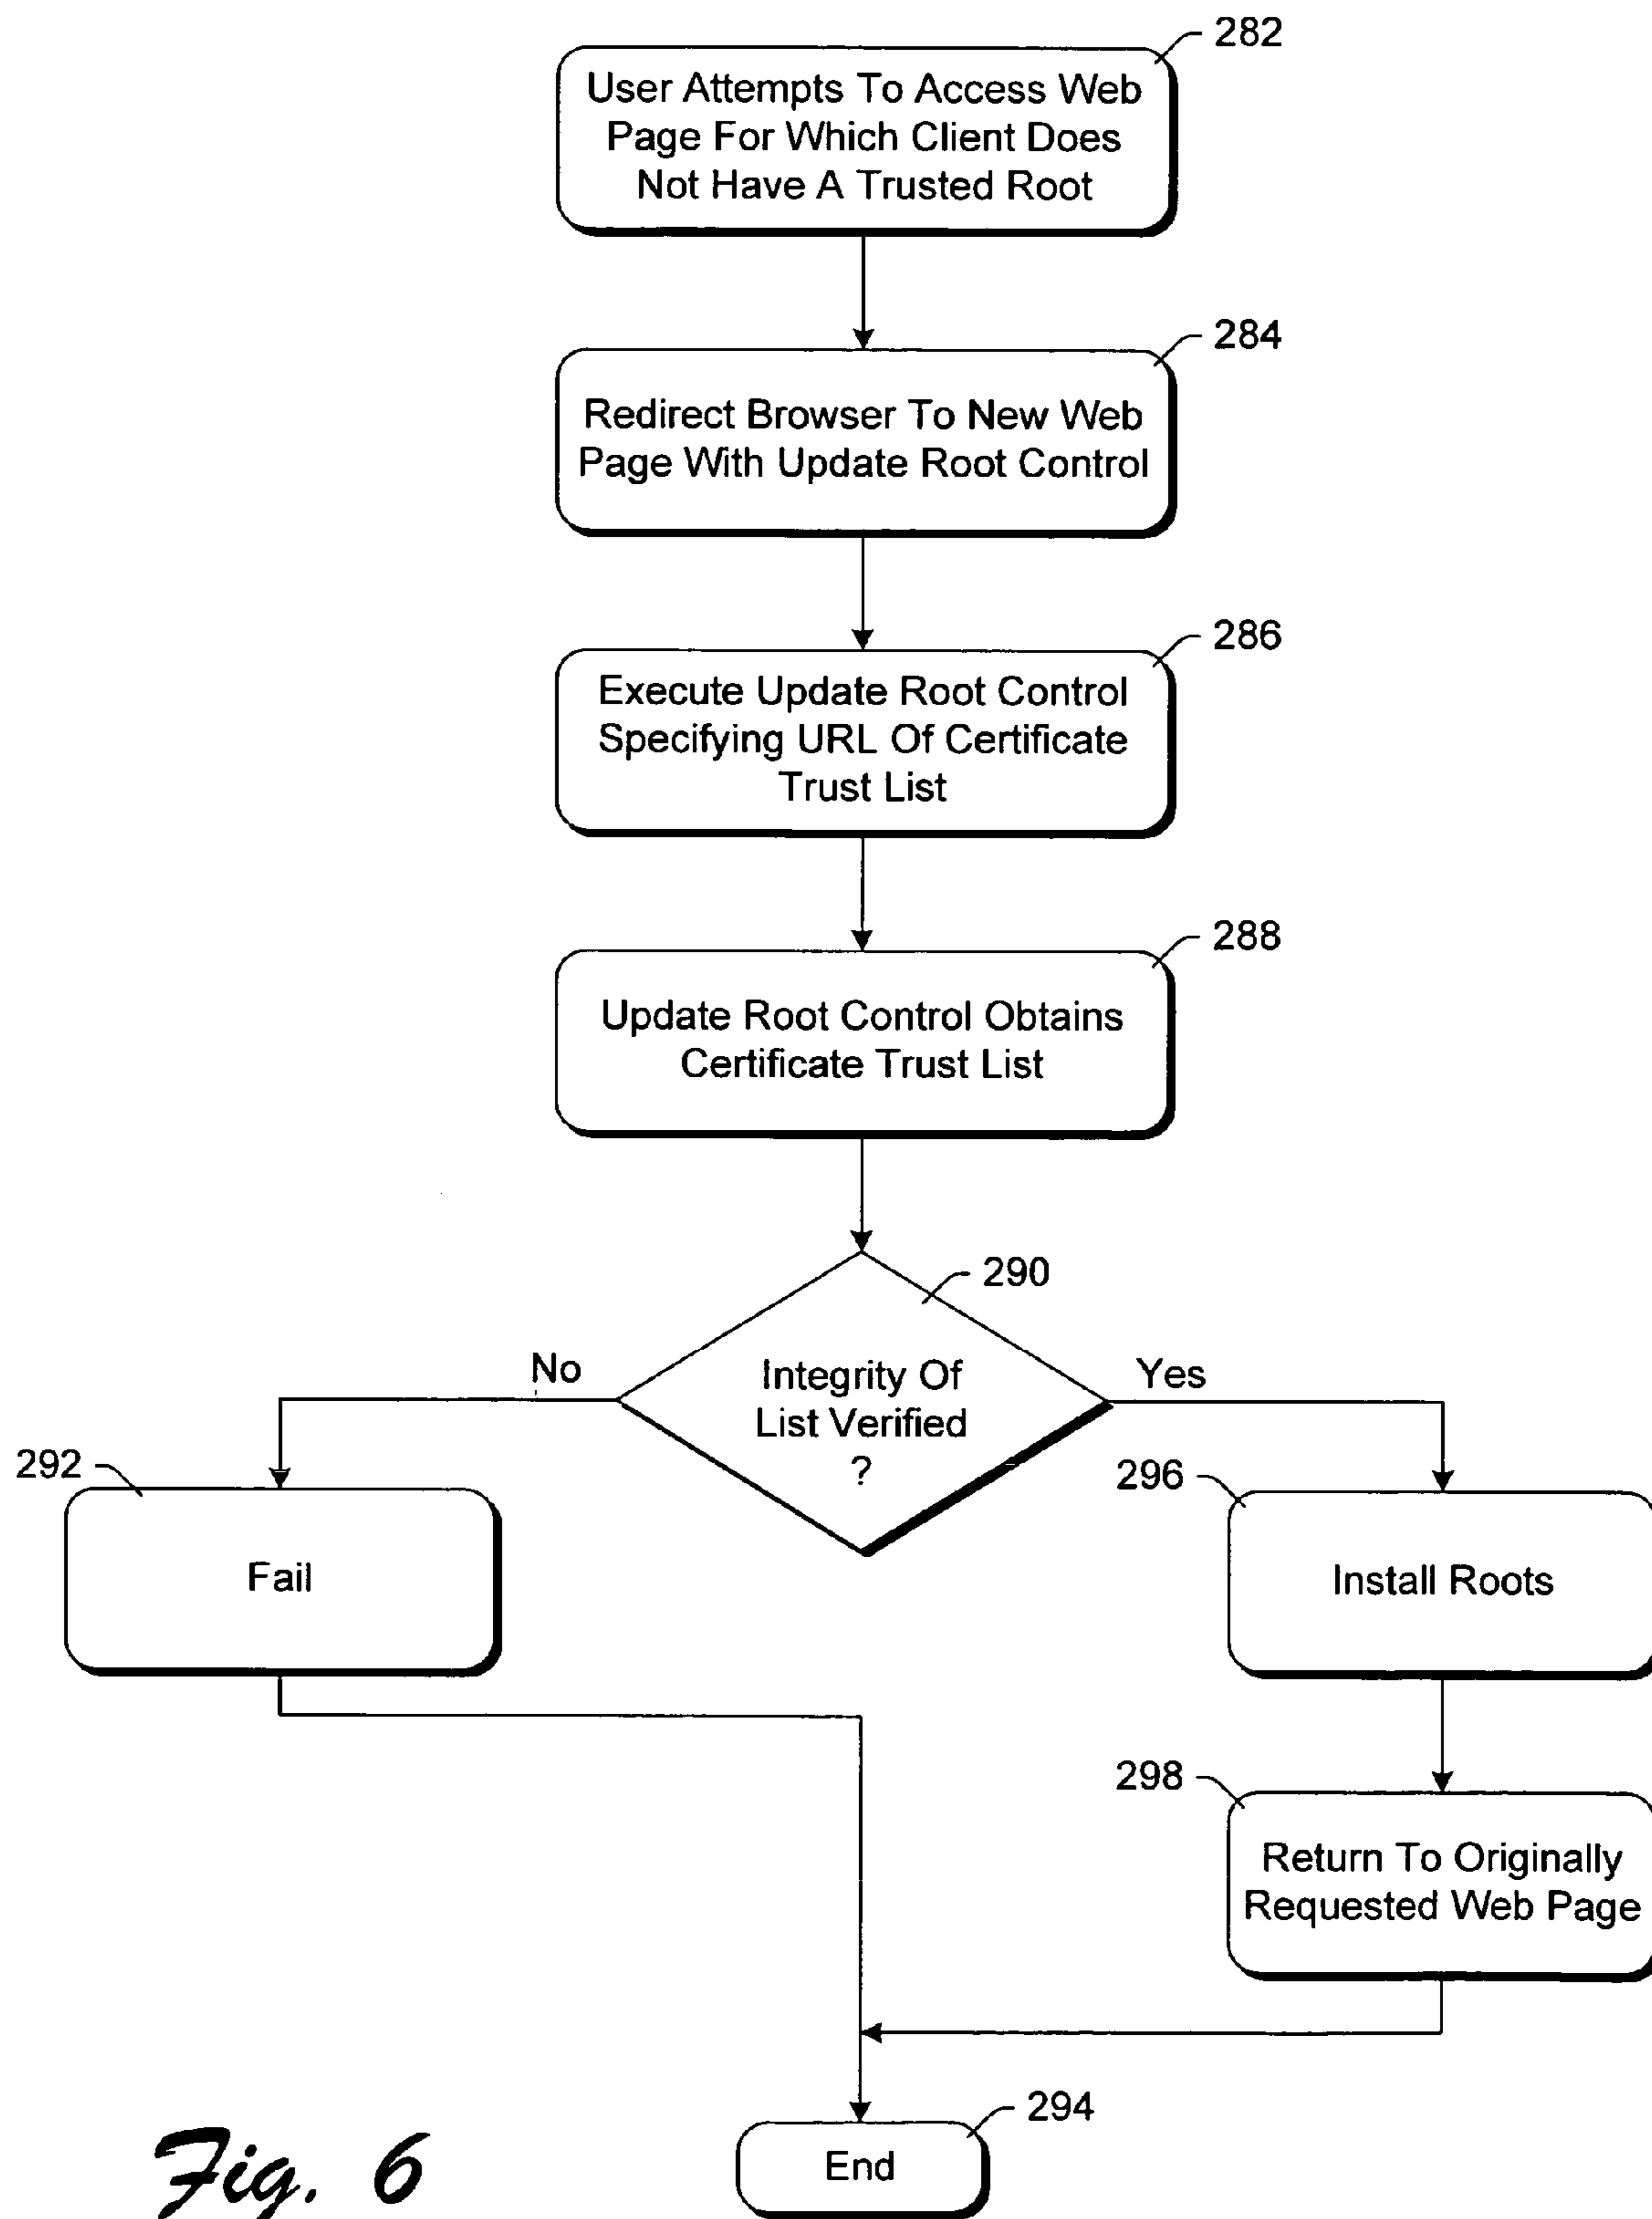 282
User Attempts To Access Web
Page For Which Client Does
Not Have A Trusted Root
284
Redirect Browser To New Web
Page With Update Root Control
286
Execute Update Root Control
Specifying URL Of Certificate
Trust List
288
Update Root Control Obtains
Certificate Trust List
290
Integrity Of
List Verified
?
No
Yes
292
Fail
296
Install Roots
298
Return To Originally
Requested Web Page
294
End
Fig. 6